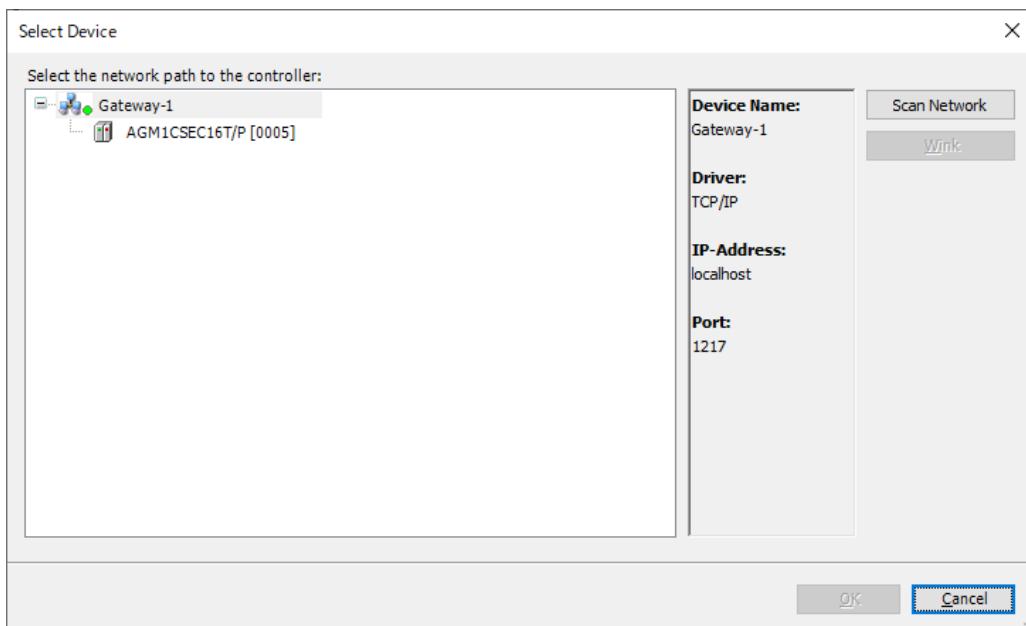 Select Device
Select the network path to the controller:
Gateway-1
AGM1CSEC16T/P [0005]
Device Name:
Gateway-1
Driver:
TCP/IP
IP-Address:
localhost
Port:
1217
Scan Network
Wink
OK
Cancel